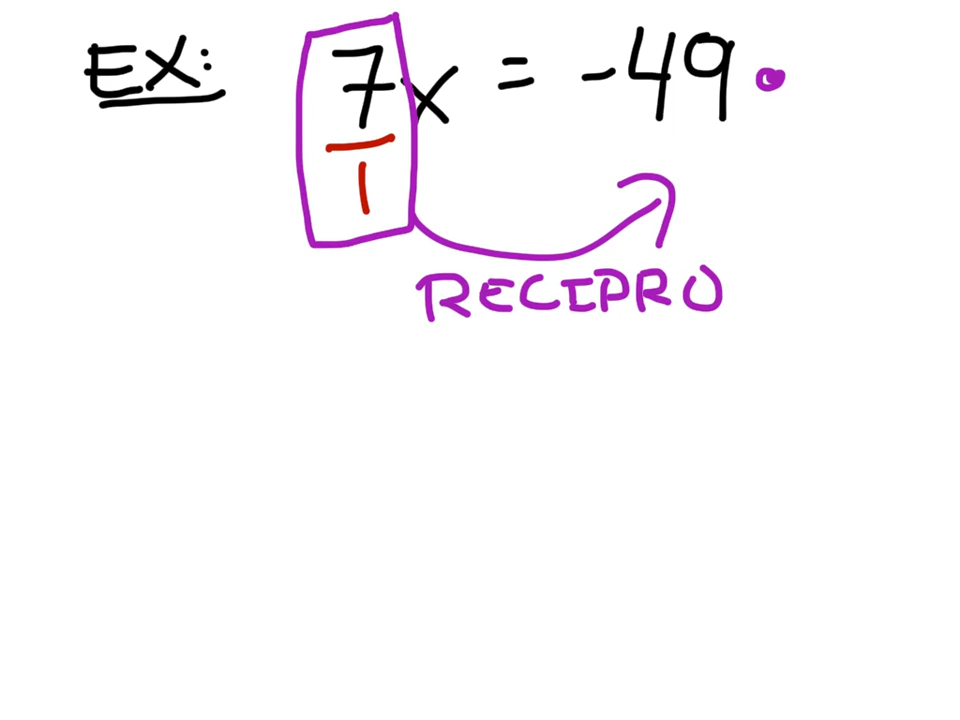 EX: 7x = -49 •
1
RECIPRO